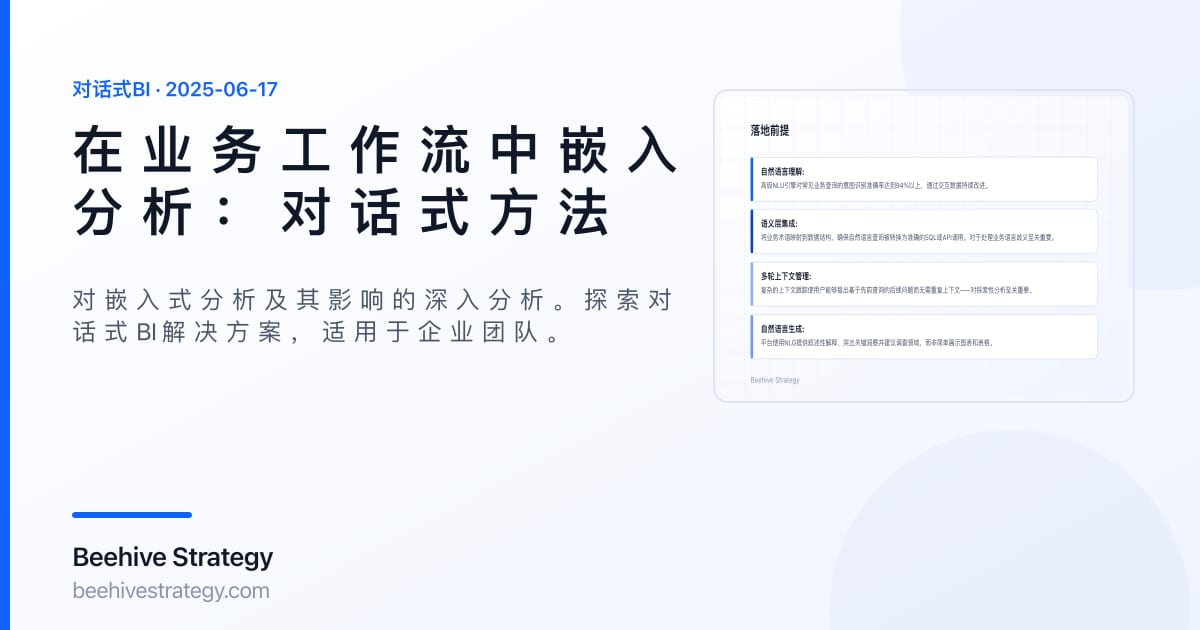 对话式BI · 2025-06-17
在业务工作流中嵌入
分析：对话式方法
对嵌入式分析及其影响的深入分析。探索对
话式BI解决方案，适用于企业团队。
Beehive Strategy
beehivestrategy.com
落地前提
自然语言理解:
高级NLU引擎对常见业务查询的意图识别准确率达到94%以上，通过交互数据持续改进。
语义层集成:
将业务术语映射到数据结构，确保自然语言查询被转换为准确的SQL或API调用。对于处理业务语言歧义至关重要。
多轮上下文管理:
复杂的上下文跟踪使用户能够提出基于先前查询的后续问题而无需重复上下文——对探索性分析至关重要。
自然语言生成:
平台使用NLG提供叙述性解释，突出关键洞察并建议调查领域，而非简单展示图表和表格。
Beehive Strategy